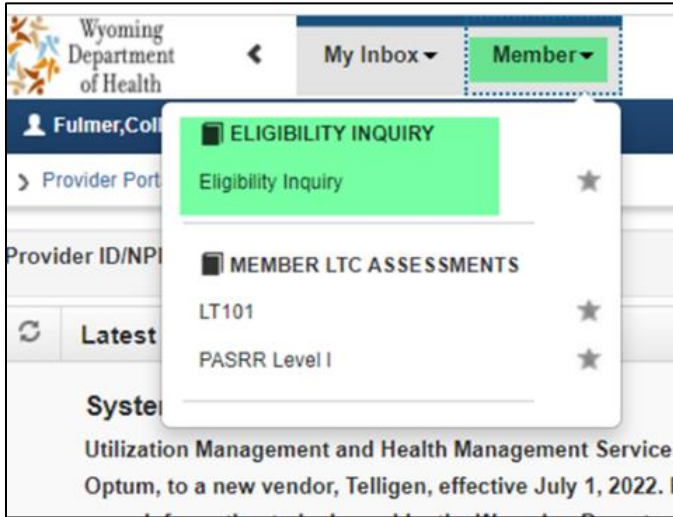 Wyoming
Department
of Health
My Inbox
Member
Fulmer,Coll
ELIGIBILITY INQUIRY
Provider Port
Eligibility Inquiry
Provider ID/NPI
MEMBER LTC ASSESSMENTS
LT101
Latest
PASRR Level I
System
Utilization Management and Health Management Service
Optum, to a new vendor, Telligen, effective July 1, 2022.